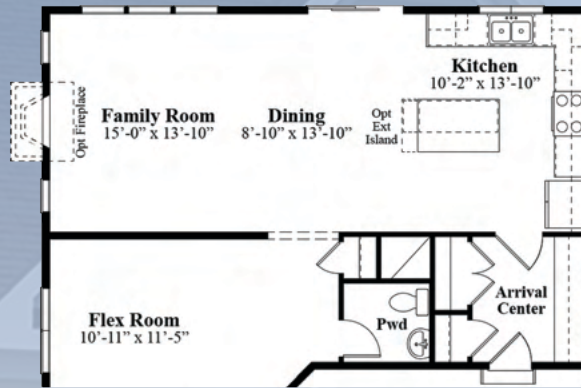 Kitchen
10'-2" x 13'-10"
Family Room
15'-0" x 13'-10"
Dining
8'-10" x 13'-10"
Opt
Ext
Island
Opt Fireplace
Flex Room
10'-11" x 11'-5"
Pwd
Arrival
Center